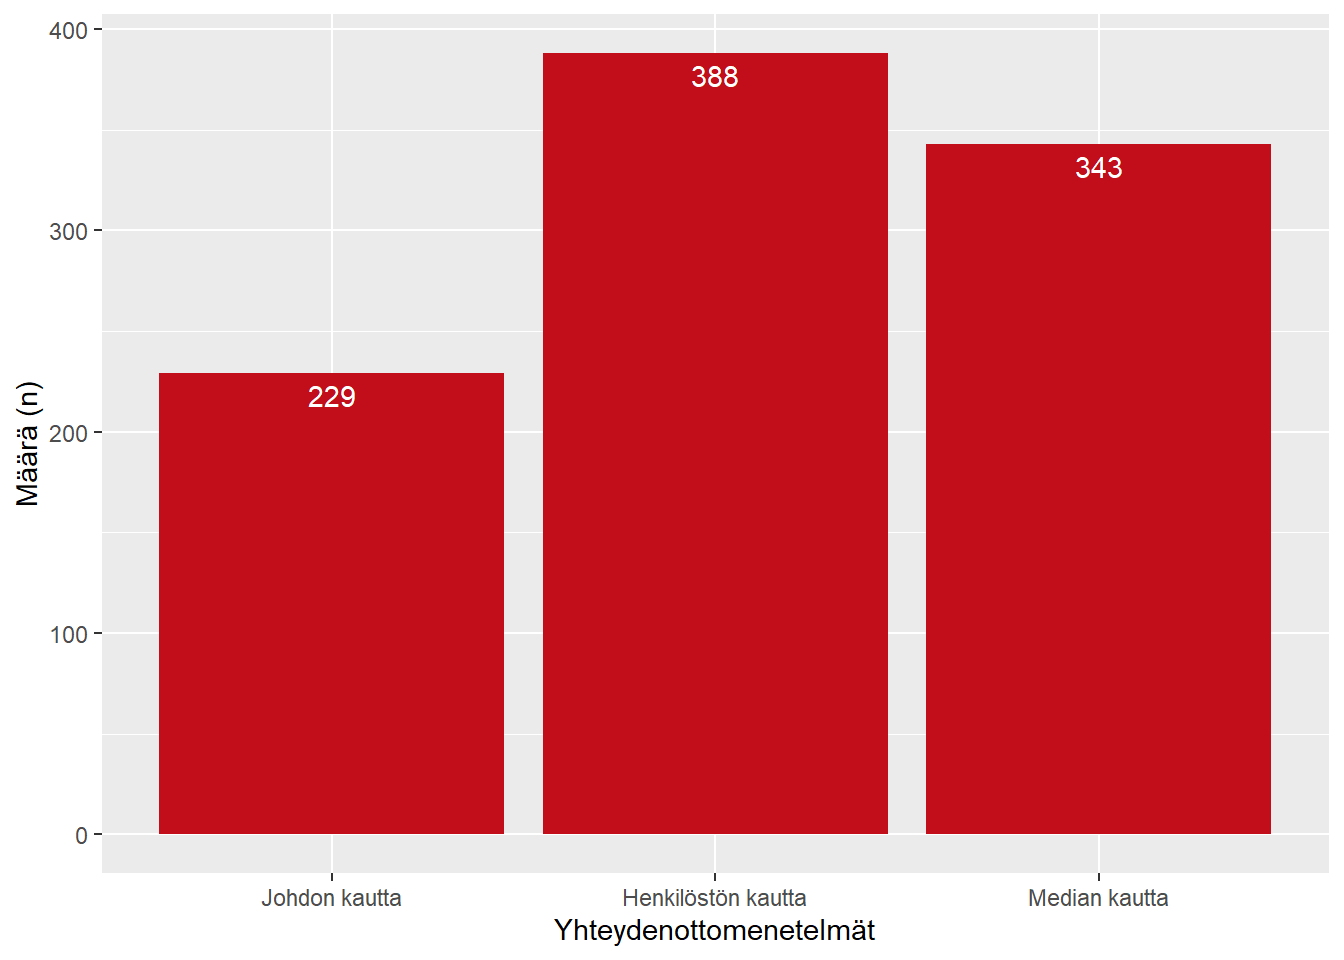 400
300
200
100
0
Määrä (n)
229
388
343
Johdon kautta
Henkilöstön kautta
Median kautta
Yhteydenottomenetelmät